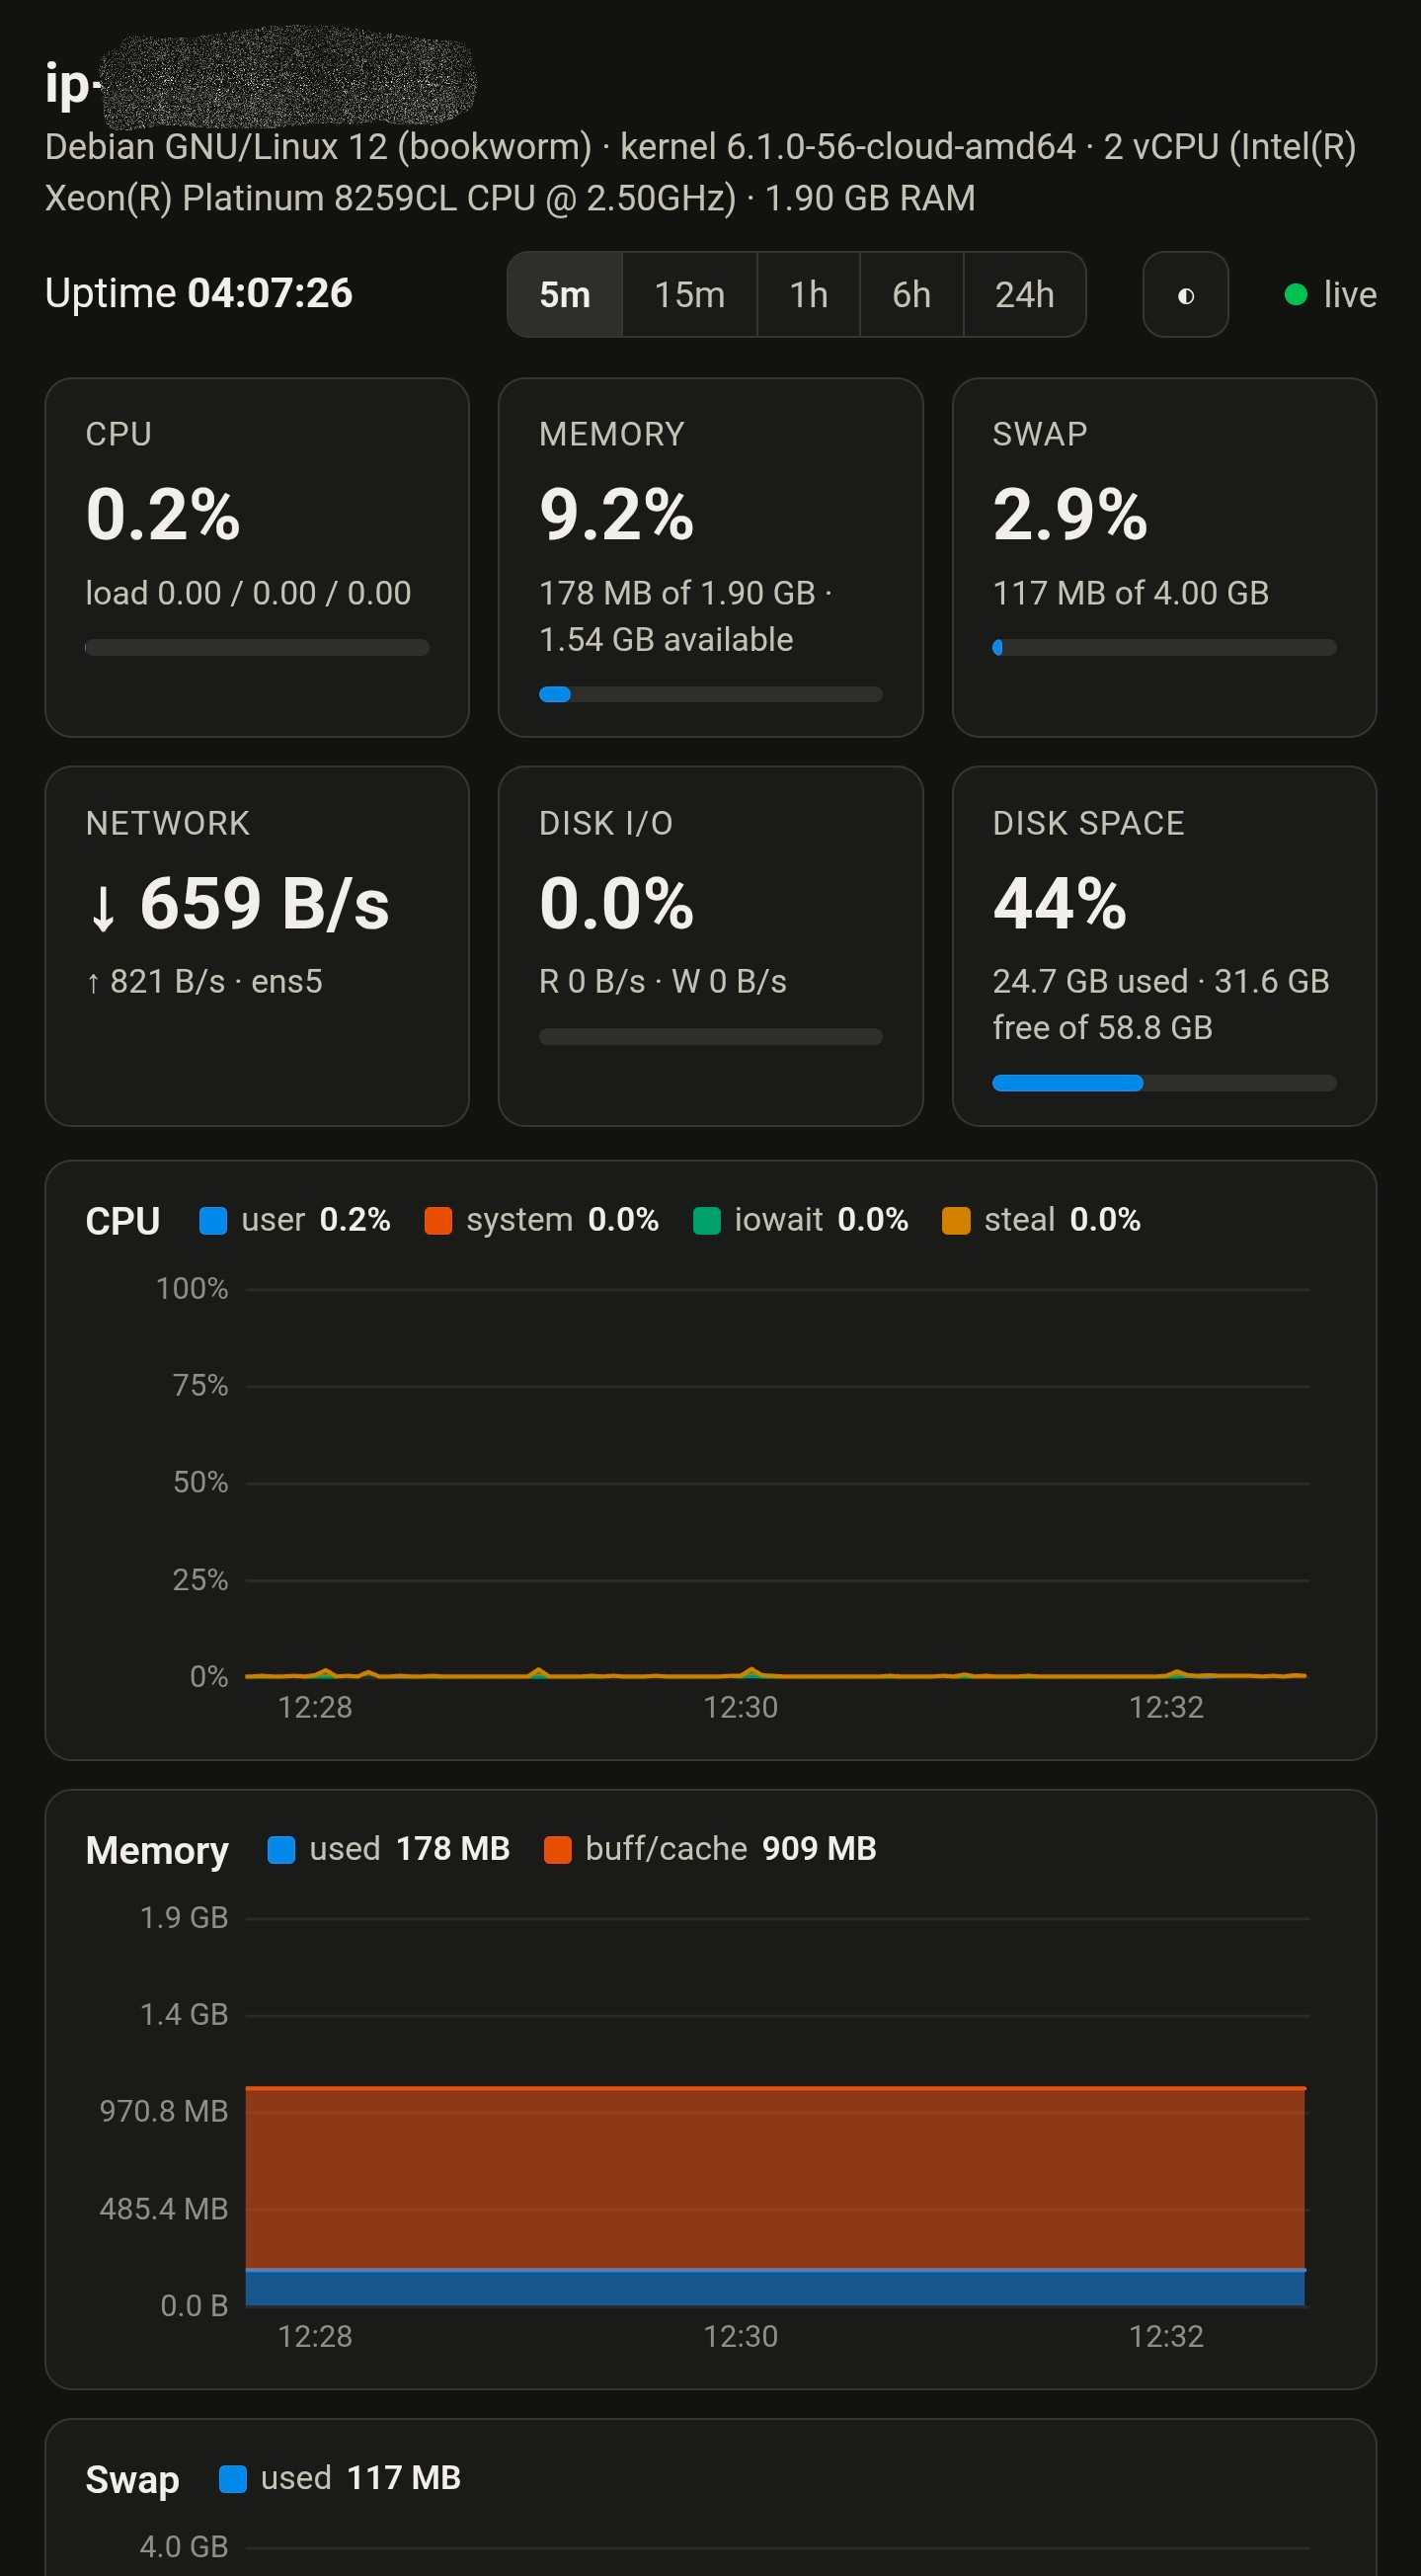 ip-
Debian GNU/Linux 12 (bookworm) · kernel 6.1.0-56-cloud-amd64 · 2 vCPU (Intel(R)
Xeon(R) Platinum 8259CL CPU @ 2.50GHz) · 1.90 GB RAM
Uptime 04:07:26
5m 15m 1h 6h 24h
live
CPU
0.2%
load 0.00 / 0.00 / 0.00
MEMORY
9.2%
178 MB of 1.90 GB ·
1.54 GB available
SWAP
2.9%
117 MB of 4.00 GB
NETWORK
↓ 659 B/s
↑ 821 B/s · ens5
DISK I/O
0.0%
R 0 B/s · W 0 B/s
DISK SPACE
44%
24.7 GB used · 31.6 GB
free of 58.8 GB
CPU user 0.2% system 0.0% iowait 0.0% steal 0.0%
100%
75%
50%
25%
0%
12:28 12:30 12:32
Memory used 178 MB buff/cache 909 MB
1.9 GB
1.4 GB
970.8 MB
485.4 MB
0.0 B
12:28 12:30 12:32
Swap used 117 MB
4.0 GB